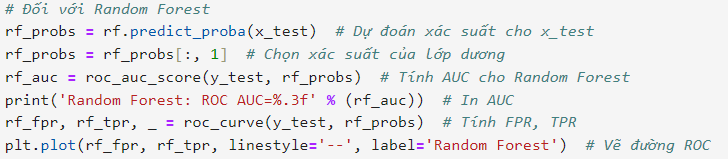 # Đối với Random Forest
rf_probs = rf.predict_proba(x_test)  # Dự đoán xác suất cho x_test
rf_probs = rf_probs[:, 1]  # Chọn xác suất của lớp dương
rf_auc = roc_auc_score(y_test, rf_probs)  # Tính AUC cho Random Forest
print('Random Forest: ROC AUC=%.3f' % (rf_auc))  # In AUC
rf_fpr, rf_tpr, _ = roc_curve(y_test, rf_probs)  # Tính FPR, TPR
plt.plot(rf_fpr, rf_tpr, linestyle='--', label='Random Forest')  # Vẽ đường ROC